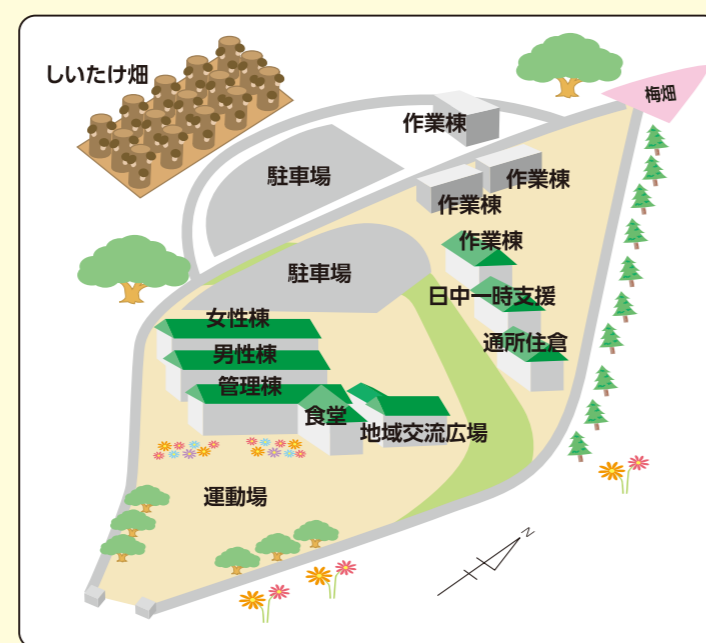 しいたけ畑
梅畑
作業棟
駐車場
作業棟
作業棟
作業棟
駐車場
日中一時支援
女性棟
通所住倉
男性棟
管理棟
食堂
地域交流広場
運動場
N